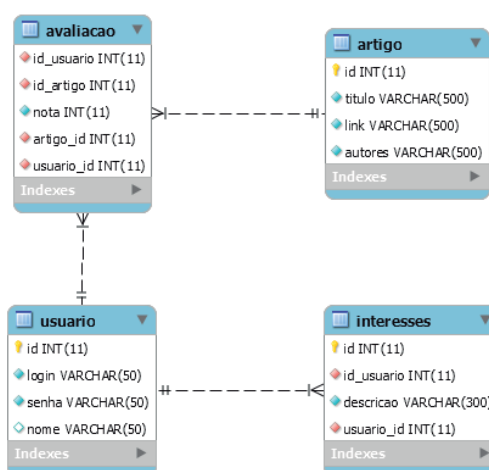 avaliacao
id_usuario INT(11)
id_artigo INT(11)
nota INT(11)
artigo_id INT(11)
usuario_id INT(11)
Indexes
artigo
id INT(11)
titulo VARCHAR(500)
link VARCHAR(500)
autores VARCHAR(500)
Indexes
usuario
id INT(11)
login VARCHAR(50)
senha VARCHAR(50)
nome VARCHAR(50)
Indexes
interesses
id INT(11)
id_usuario INT(11)
descricao VARCHAR(300)
usuario_id INT(11)
Indexes